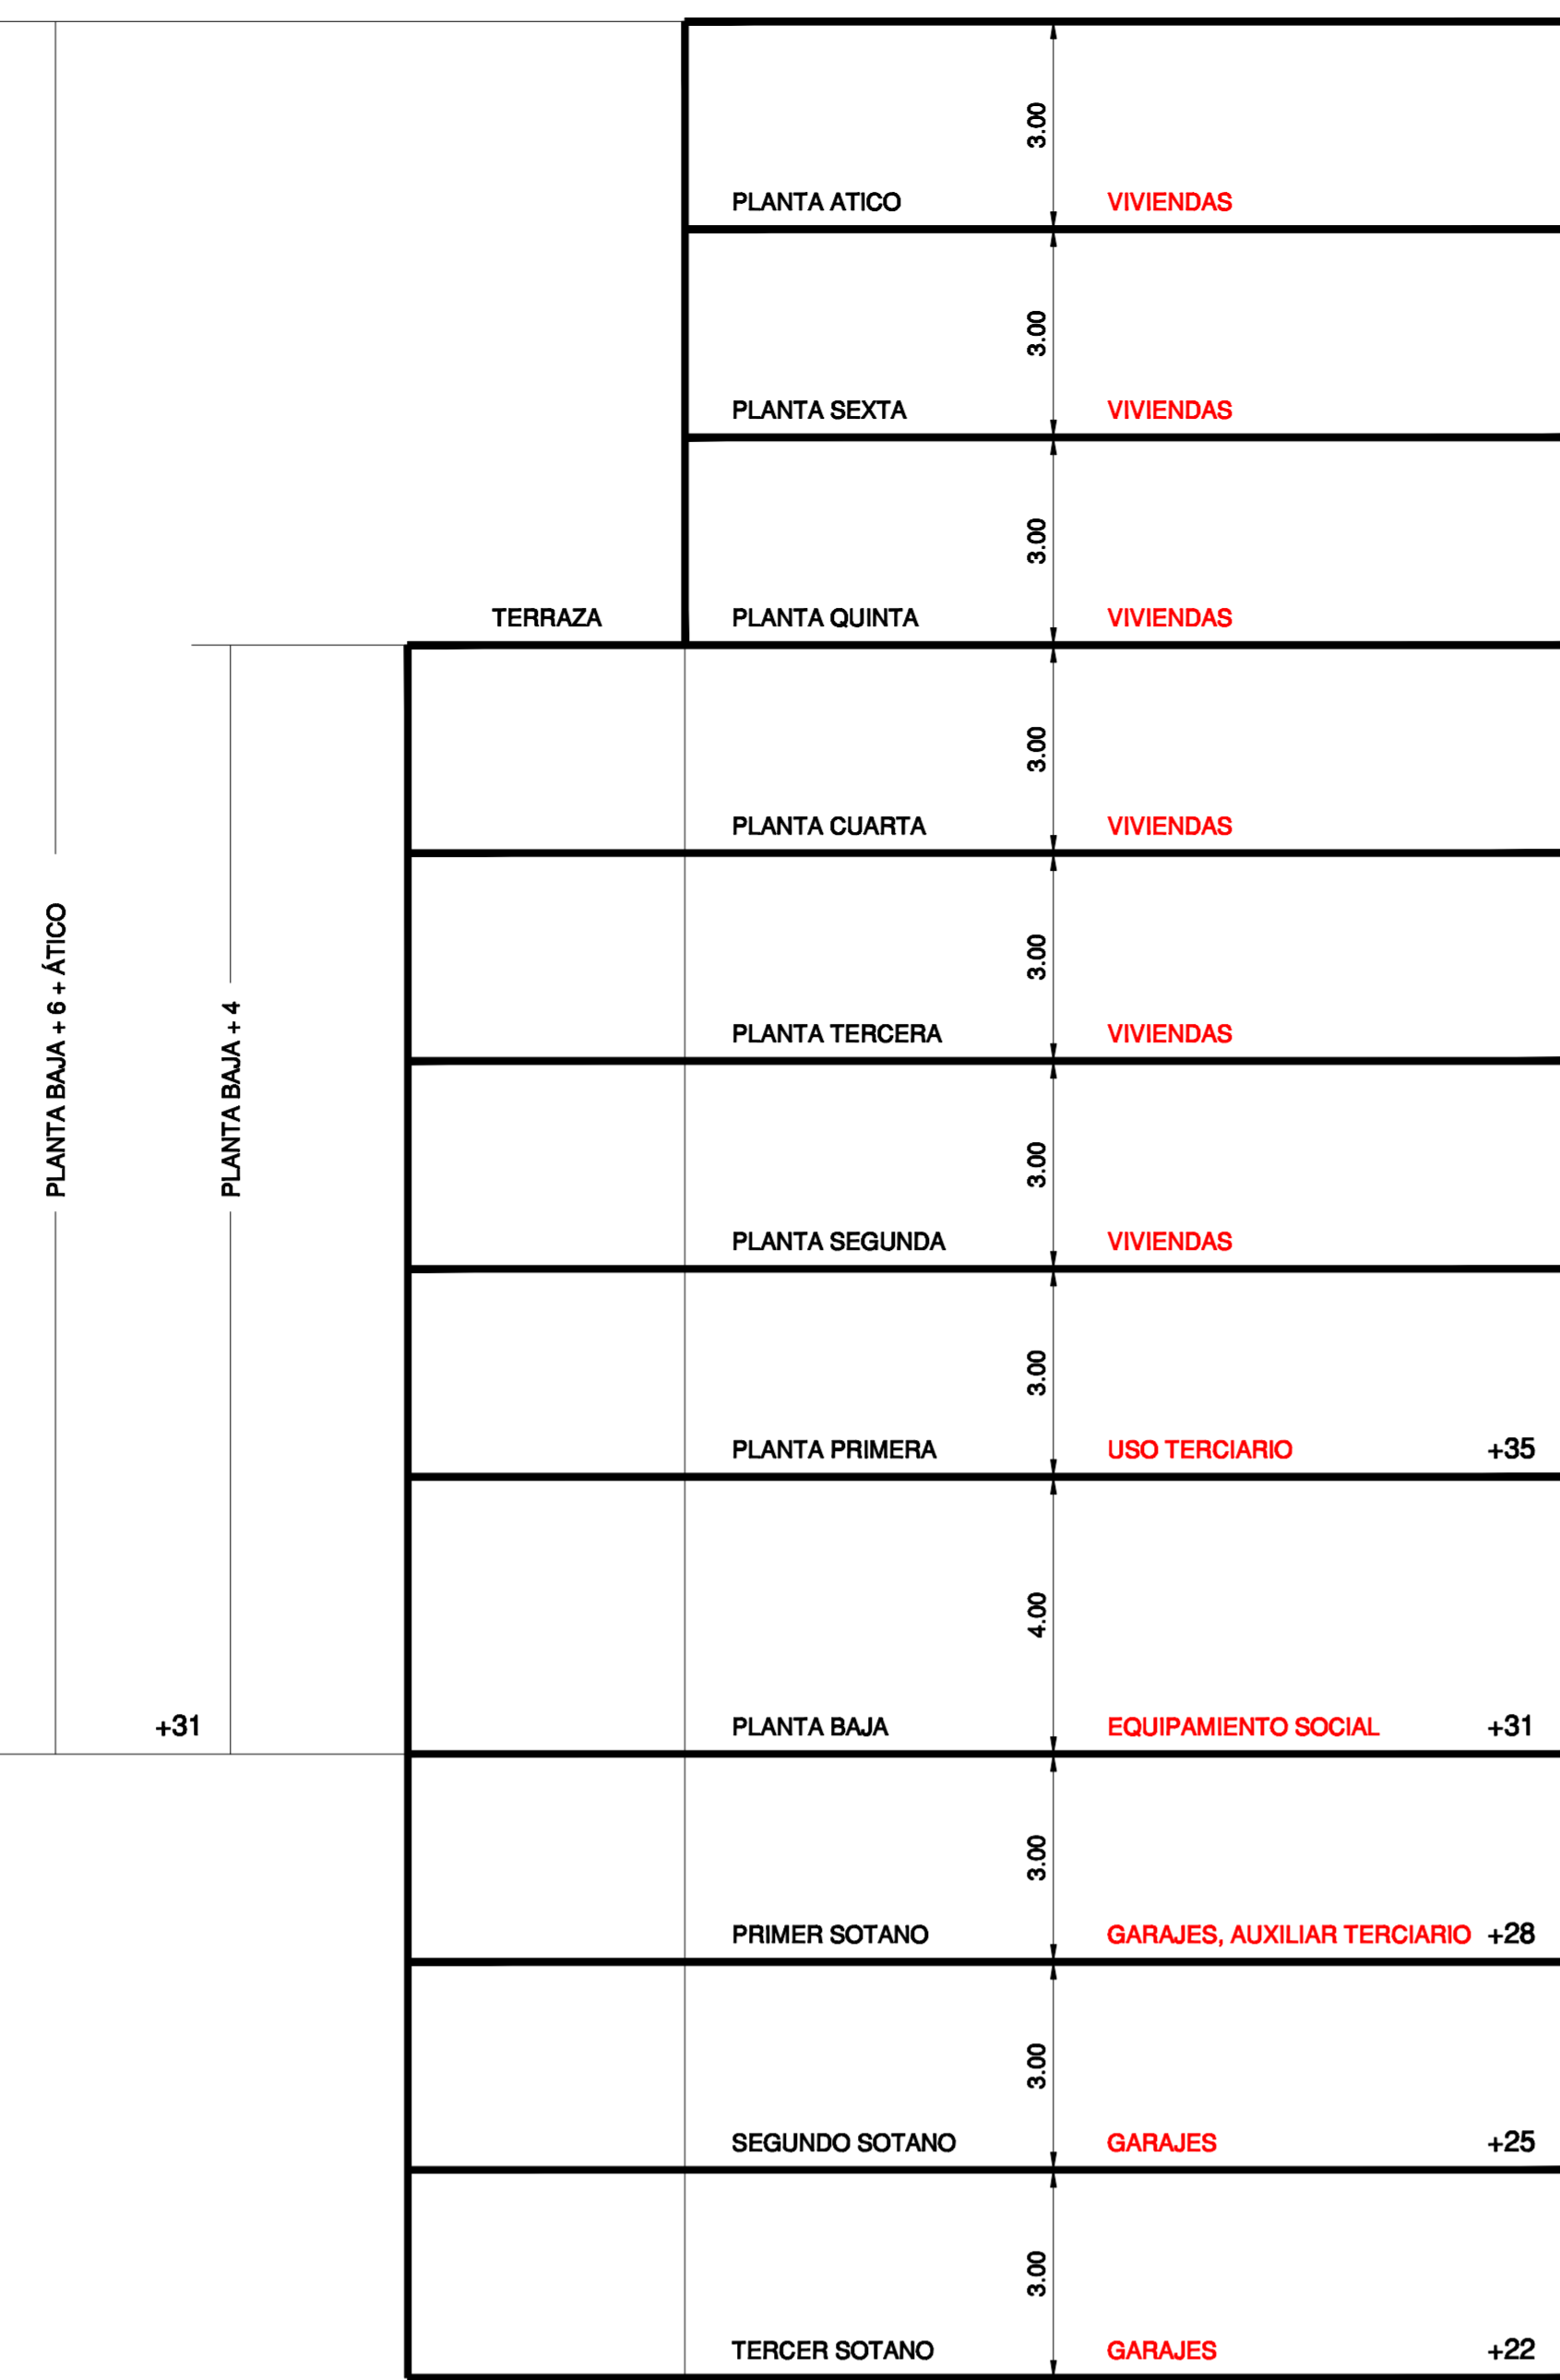 3.00
PLANTA ATICO VIVIENDAS
3.00
PLANTA SEXTA VIVIENDAS
3.00
TERRAZA PLANTA QUINTA VIVIENDAS
3.00
PLANTA CUARTA VIVIENDAS
3.00
PLANTA TERCERA VIVIENDAS
PLANTA BAJA + 6 + ÁTICO
PLANTA BAJA + 4
3.00
PLANTA SEGUNDA VIVIENDAS
3.00
PLANTA PRIMERA USO TERCIARIO +35
4.00
+31 PLANTA BAJA EQUIPAMIENTO SOCIAL +31
3.00
PRIMER SOTANO GARAJES, AUXILIAR TERCIARIO +28
3.00
SEGUNDO SOTANO GARAJES +25
3.00
TERCER SOTANO GARAJES +22